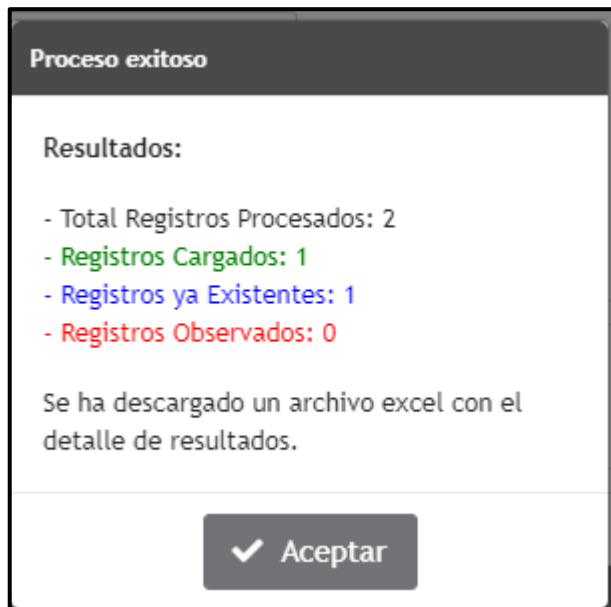 Proceso exitoso
Resultados:
- Total Registros Procesados: 2
- Registros Cargados: 1
- Registros ya Existentes: 1
- Registros Observados: 0
Se ha descargado un archivo excel con el
detalle de resultados.
Aceptar